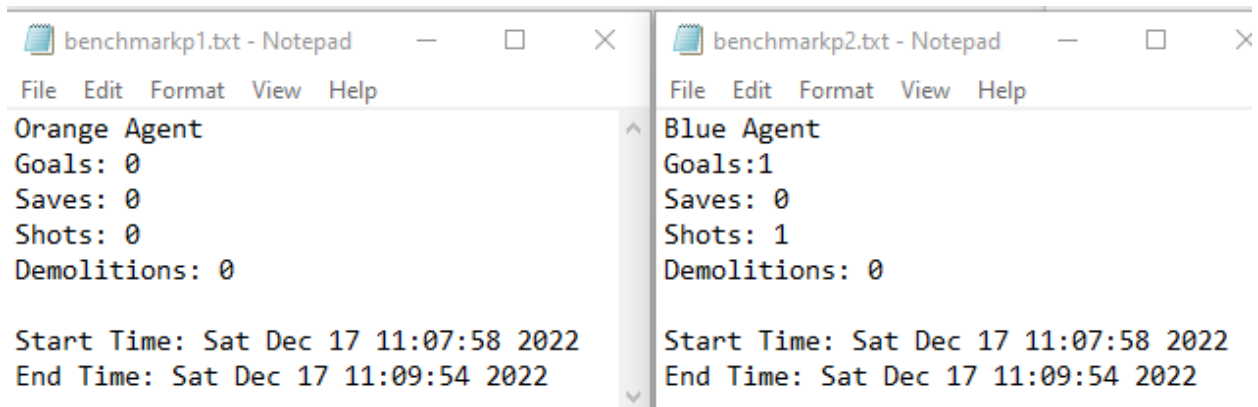 benchmarkp1.txt - Notepad
File Edit Format View Help
Orange Agent
Goals: 0
Saves: 0
Shots: 0
Demolitions: 0
Start Time: Sat Dec 17 11:07:58 2022
End Time: Sat Dec 17 11:09:54 2022
benchmarkp2.txt - Notepad
File Edit Format View Help
Blue Agent
Goals:1
Saves: 0
Shots: 1
Demolitions: 0
Start Time: Sat Dec 17 11:07:58 2022
End Time: Sat Dec 17 11:09:54 2022